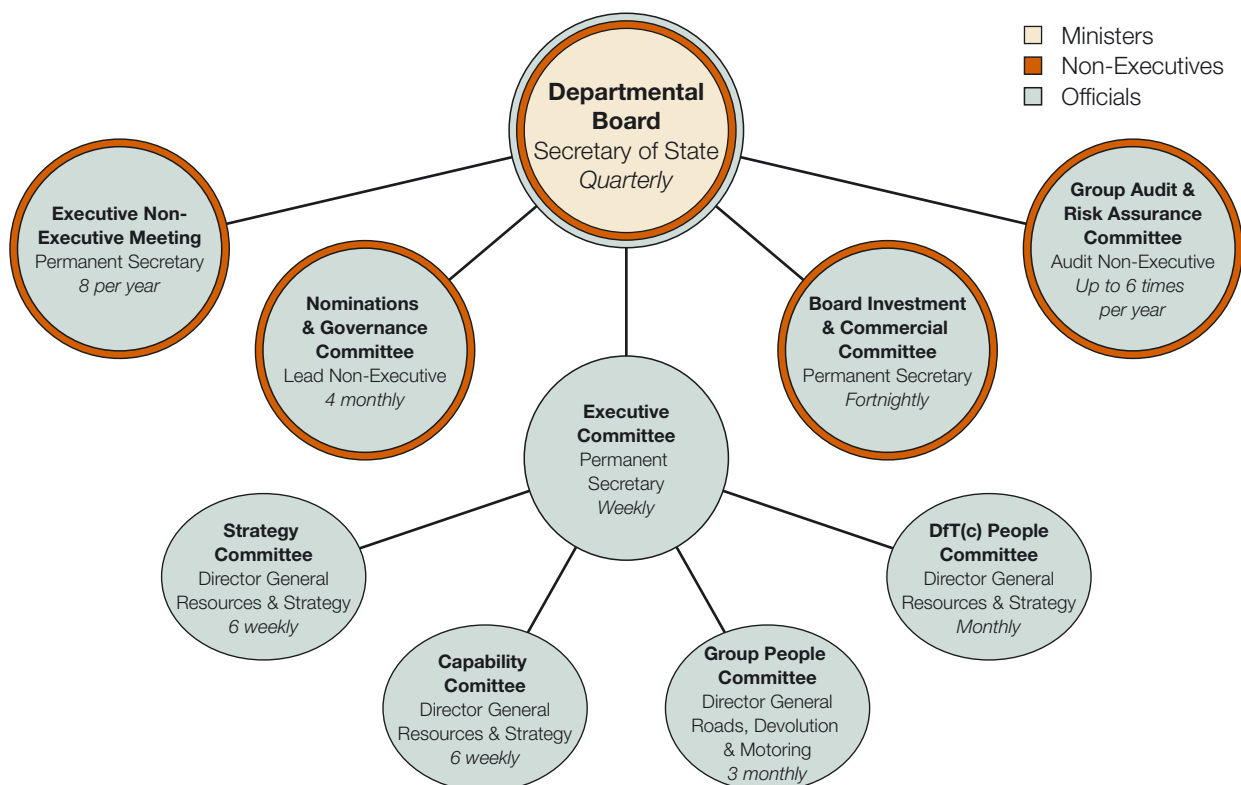 Ministers
Non-Executives
Officials
Departmental
Board
Secretary of State
Quarterly
Executive Non-
Executive Meeting
Permanent Secretary
8 per year
Nominations
& Governance
Committee
Lead Non-Executive
4 monthly
Board Investment
& Commercial
Committee
Permanent Secretary
Fortnightly
Group Audit &
Risk Assurance
Committee
Audit Non-Executive
Up to 6 times
per year
Executive
Committee
Permanent
Secretary
Weekly
Strategy
Committee
Director General
Resources & Strategy
6 weekly
Capability
Comittee
Director General
Resources & Strategy
6 weekly
Group People
Committee
Director General
Roads, Devolution
& Motoring
3 monthly
DfT(c) People
Committee
Director General
Resources & Strategy
Monthly